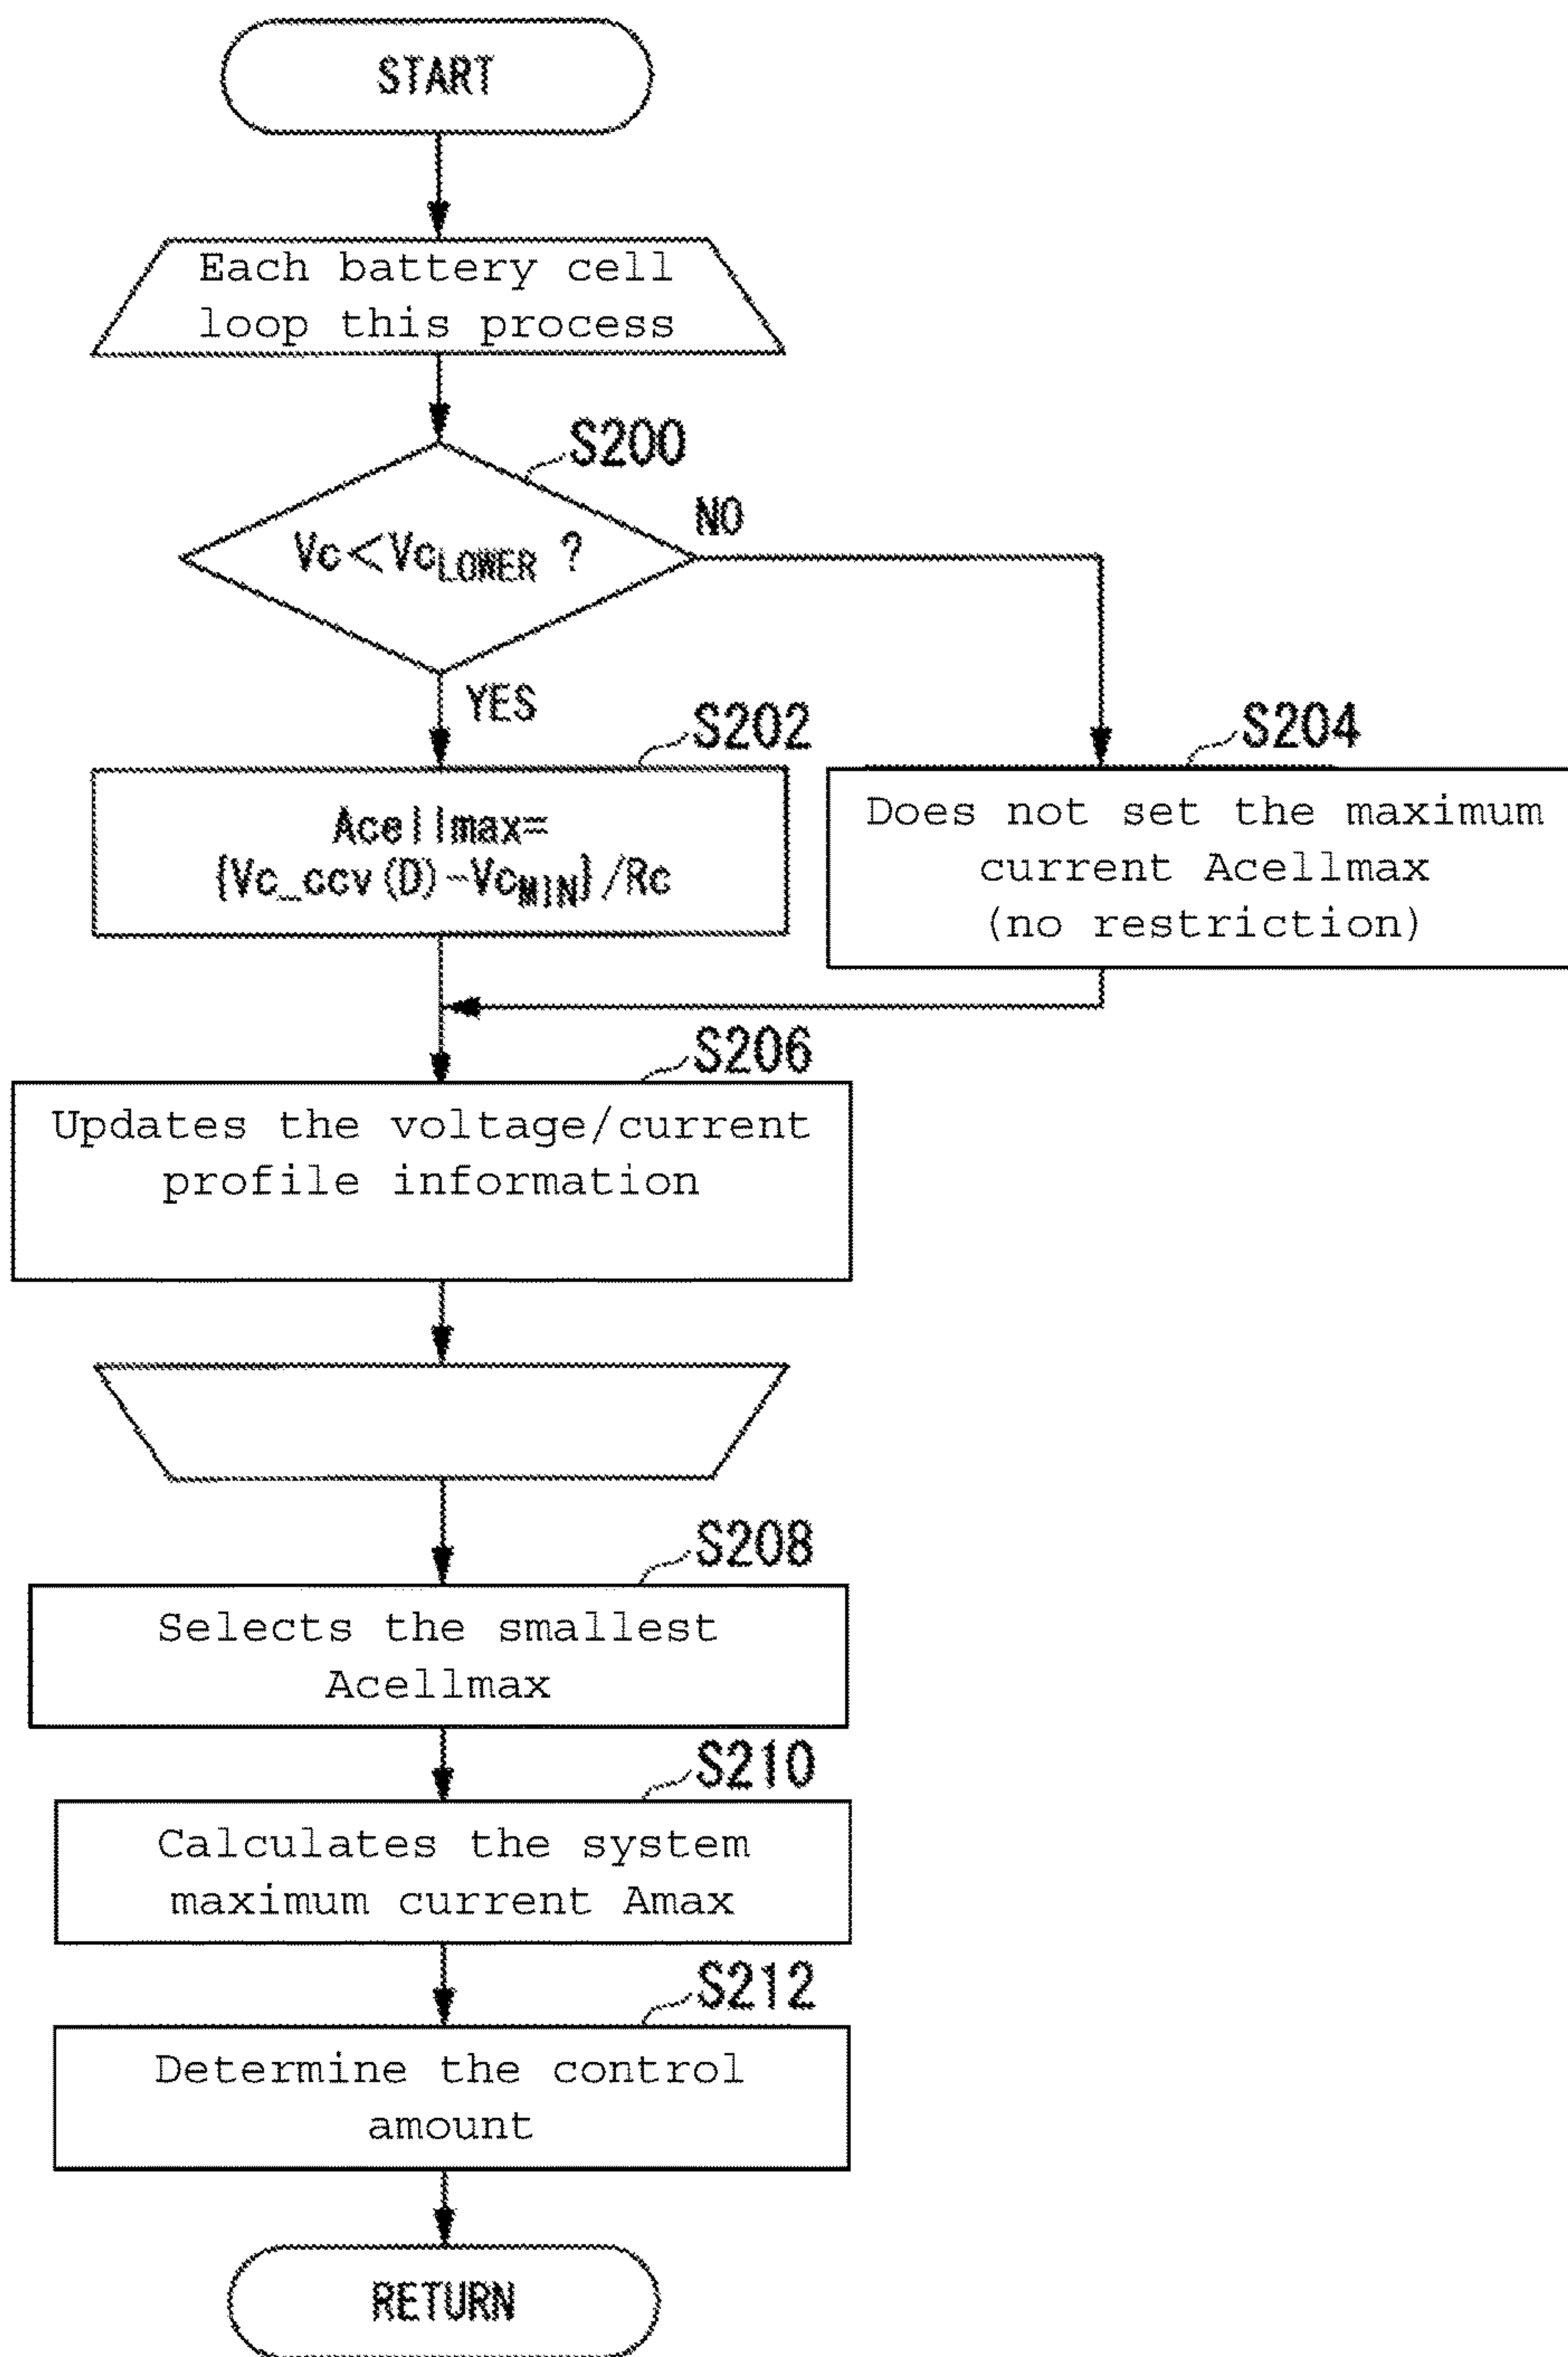 START
Each battery cell
loop this process
S200
NO
Vc<VcLOWER ?
YES
S202
S204
Acellmax=
{Vc_ccv(D)-VcMIN}/Rc
Does not set the maximum
current Acellmax
(no restriction)
S206
Updates the voltage/current
profile information
S208
Selects the smallest
Acellmax
S210
Calculates the system
maximum current Amax
S212
Determine the control
amount
RETURN